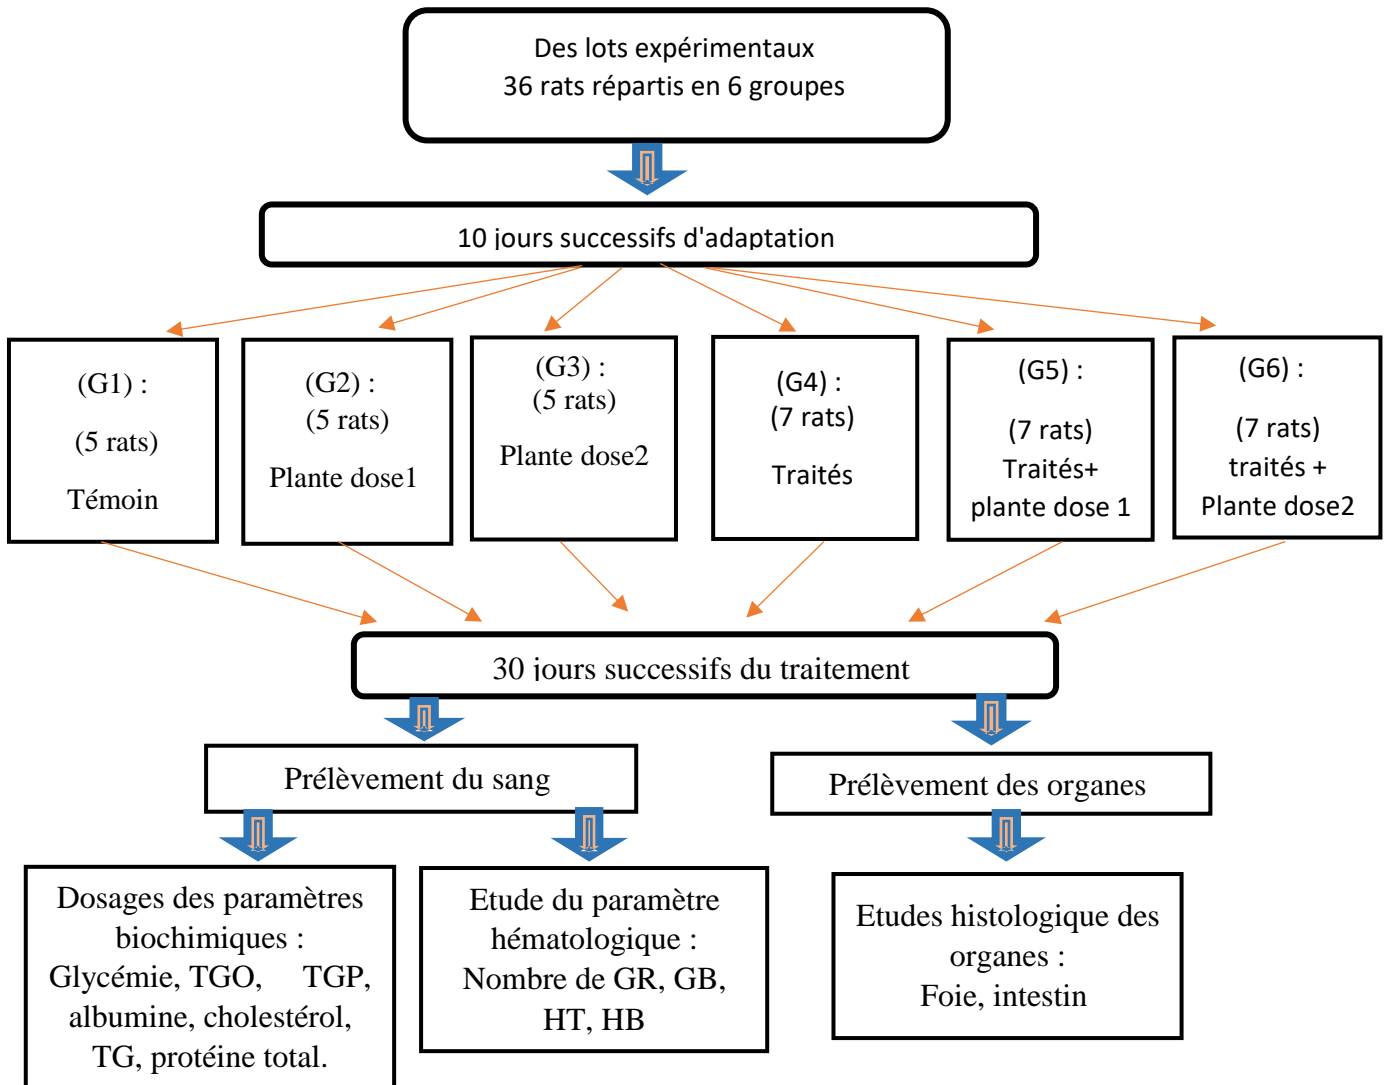 Des lots expérimentaux
36 rats répartis en 6 groupes
10 jours successifs d'adaptation
(G1) :
(5 rats)
Témoin
(G2) :
(5 rats)
Plante dose1
(G3) :
(5 rats)
Plante dose2
(G4) :
(7 rats)
Traités
(G5) :
(7 rats)
Traités+
plante dose 1
(G6) :
(7 rats)
traités +
Plante dose2
30 jours successifs du traitement
Prélèvement du sang
Prélèvement des organes
Dosages des paramètres
biochimiques :
Glycémie, TGO, TGP,
albumine, cholestérol,
TG, protéine total.
Etude du paramètre
hématologique :
Nombre de GR, GB,
HT, HB
Etudes histologique des
organes :
Foie, intestin